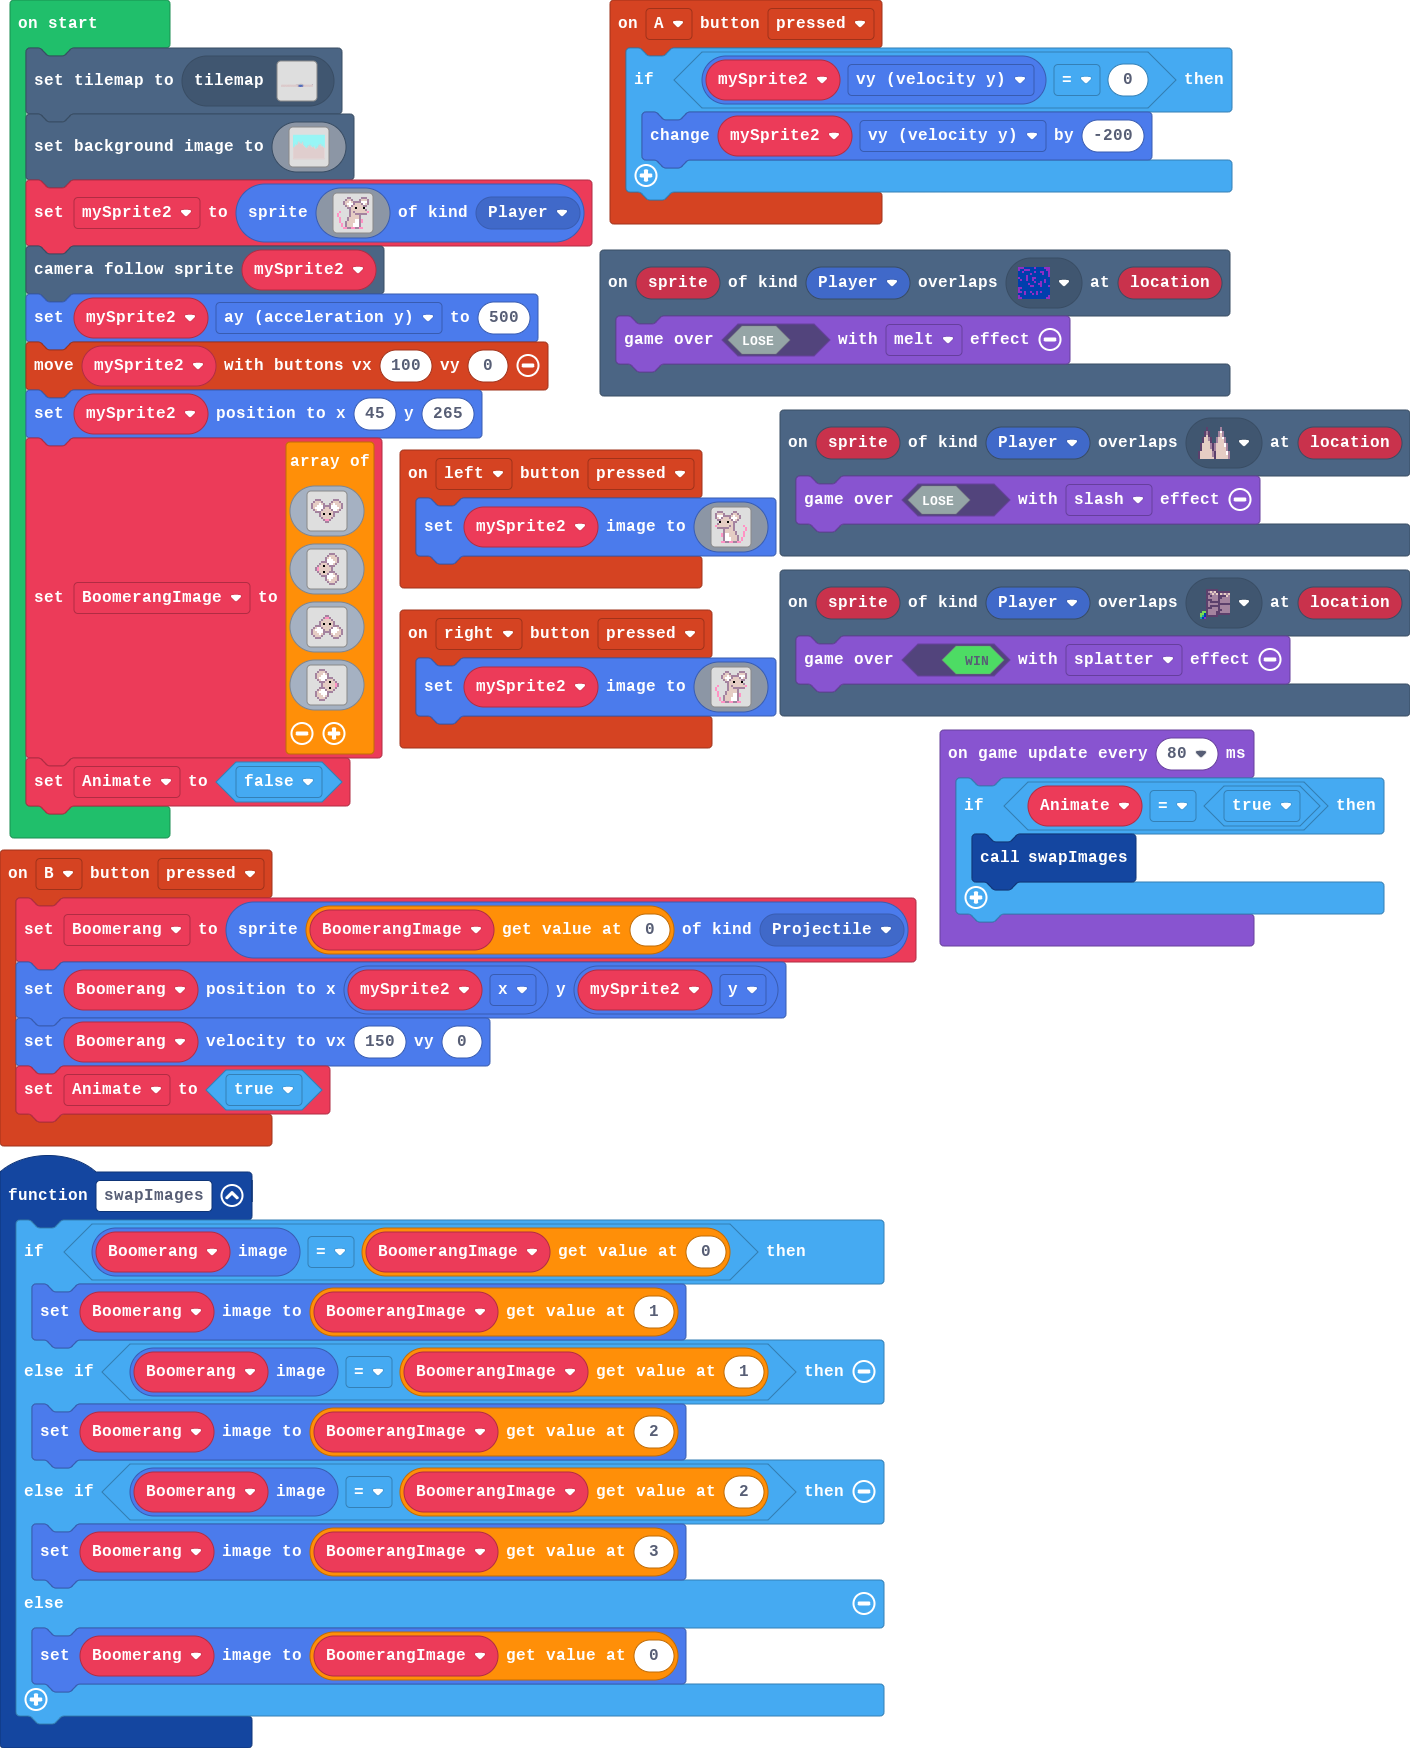 on start
set tilemap to tilemap
set background image to
set mySprite2 to sprite of kind Player
camera follow sprite mySprite2
set mySprite2 ay (acceleration y) to 500
move mySprite2 with buttons vx 100 vy 0
set mySprite2 position to x 45 y 265
array of
set BoomerangImage to
set Animate to false
on A button pressed
if mySprite2 vy (velocity y) = 0 then
change mySprite2 vy (velocity y) by -200
on sprite of kind Player overlaps at location
game over LOSE with melt effect
on sprite of kind Player overlaps at location
game over LOSE with slash effect
on left button pressed
set mySprite2 image to
on right button pressed
set mySprite2 image to
on sprite of kind Player overlaps at location
game over WIN with splatter effect
on game update every 80 ms
if Animate = true then
call swapImages
on B button pressed
set Boomerang to sprite BoomerangImage get value at 0 of kind Projectile
set Boomerang position to x mySprite2 x y mySprite2 y
set Boomerang velocity to vx 150 vy 0
set Animate to true
function swapImages
if Boomerang image = BoomerangImage get value at 0 then
set Boomerang image to BoomerangImage get value at 1
else if Boomerang image = BoomerangImage get value at 1 then
set Boomerang image to BoomerangImage get value at 2
else if Boomerang image = BoomerangImage get value at 2 then
set Boomerang image to BoomerangImage get value at 3
else
set Boomerang image to BoomerangImage get value at 0